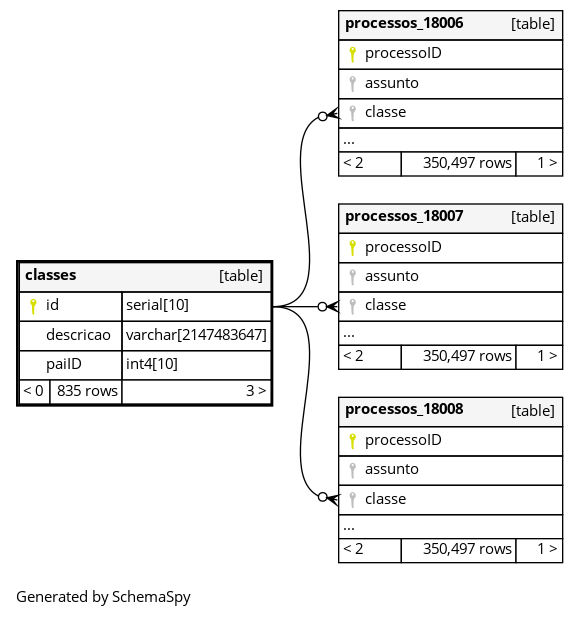 processos_18006 [table]
processoID
assunto
classe
...
< 2 350,497 rows 1 >
processos_18007 [table]
processoID
assunto
classe
...
< 2 350,497 rows 1 >
classes [table]
id serial[10]
descricao varchar[2147483647]
paiID int4[10]
< 0 835 rows 3 >
processos_18008 [table]
processoID
assunto
classe
...
< 2 350,497 rows 1 >
Generated by SchemaSpy